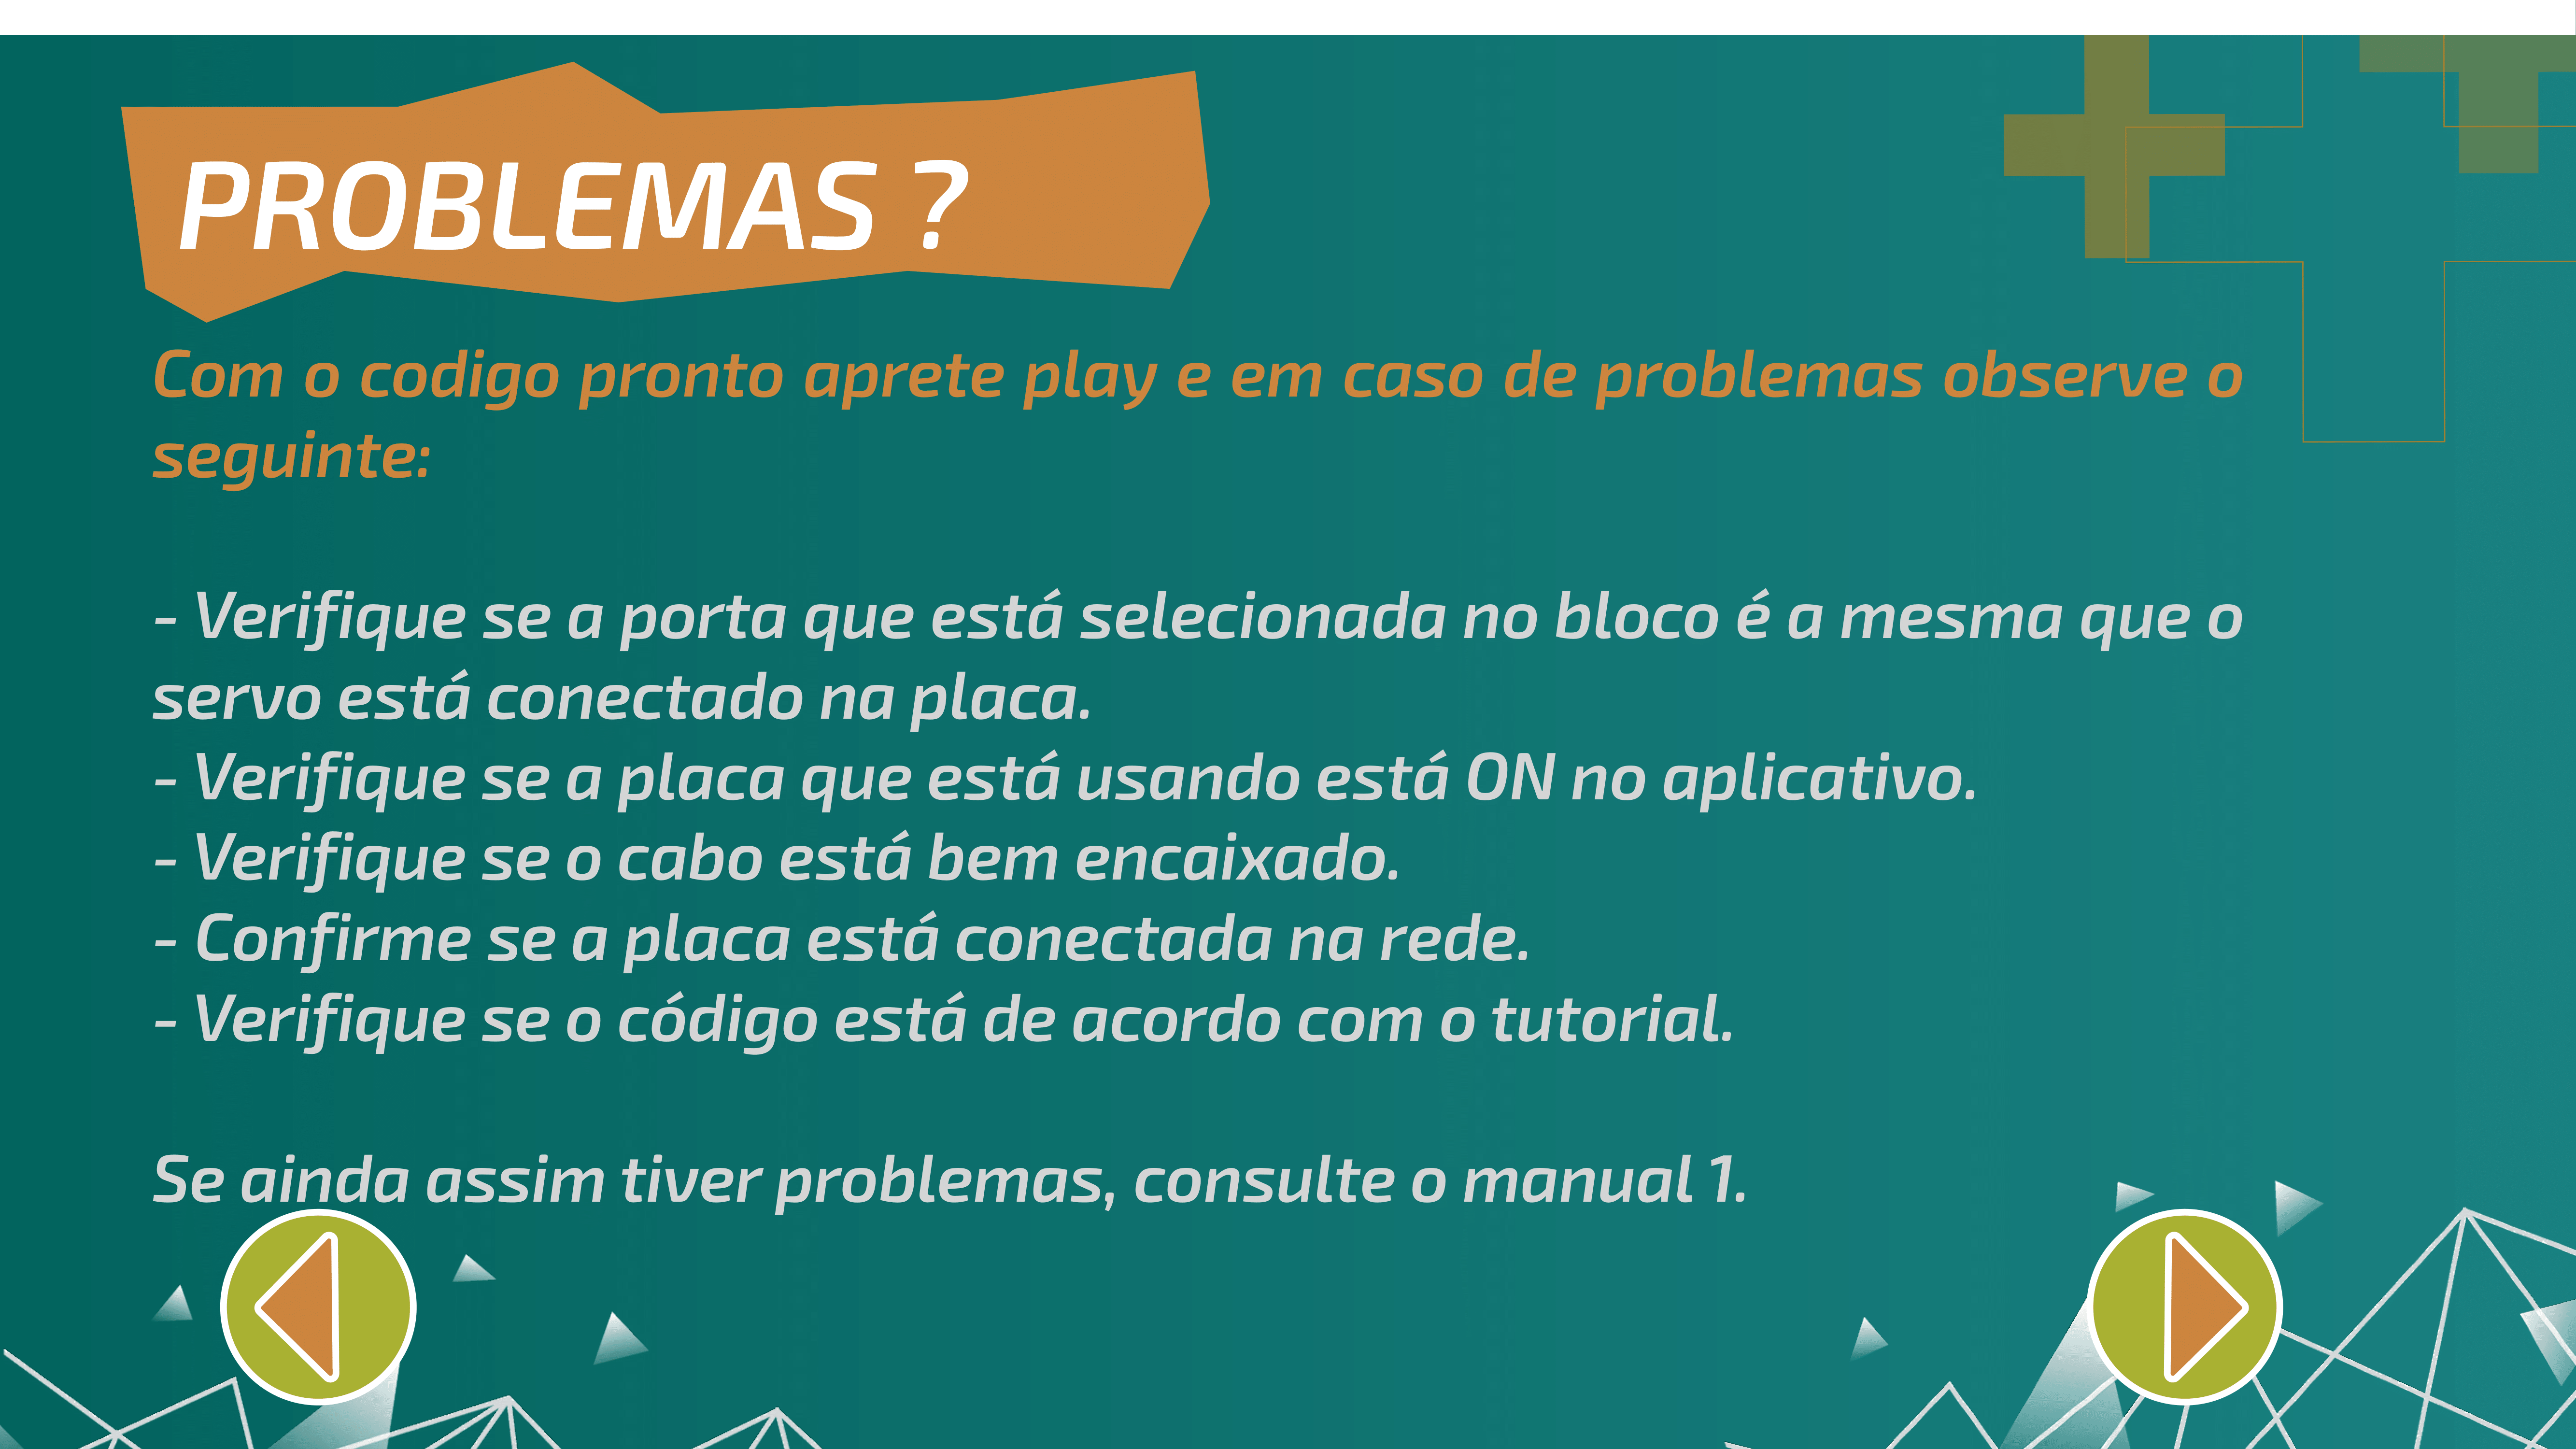 PROBLEMAS ?
Com o codigo pronto aprete play e em caso de problemas observe o
seguinte:
- Verifique se a porta que está selecionada no bloco é a mesma que o
servo está conectado na placa.
- Verifique se a placa que está usando está ON no aplicativo.
- Verifique se o cabo está bem encaixado.
- Confirme se a placa está conectada na rede.
- Verifique se o código está de acordo com o tutorial.
Se ainda assim tiver problemas, consulte o manual 1.